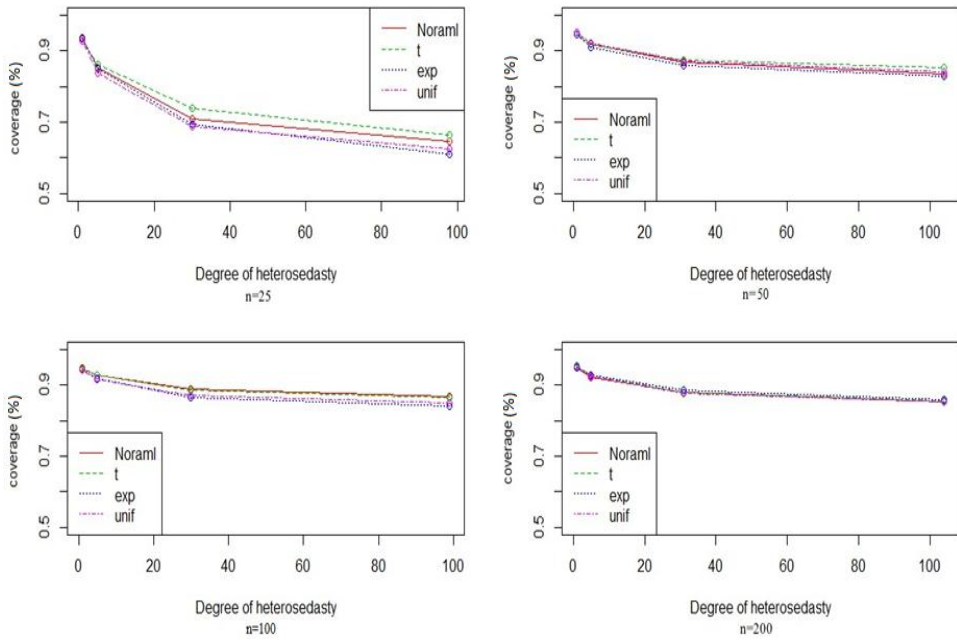 coverage (%)
0.5 0.7 0.9
Noraml
t
exp
unif
0 20 40 60 80 100
Degree of heterosedasty
n=25
coverage (%)
0.5 0.7 0.9
Noraml
t
exp
unif
0 20 40 60 80 100
Degree of heterosedasty
n=50
coverage (%)
0.5 0.7 0.9
Noraml
t
exp
unif
0 20 40 60 80 100
Degree of heterosedasty
n=100
coverage (%)
0.5 0.7 0.9
Noraml
t
exp
unif
0 20 40 60 80 100
Degree of heterosedasty
n=200